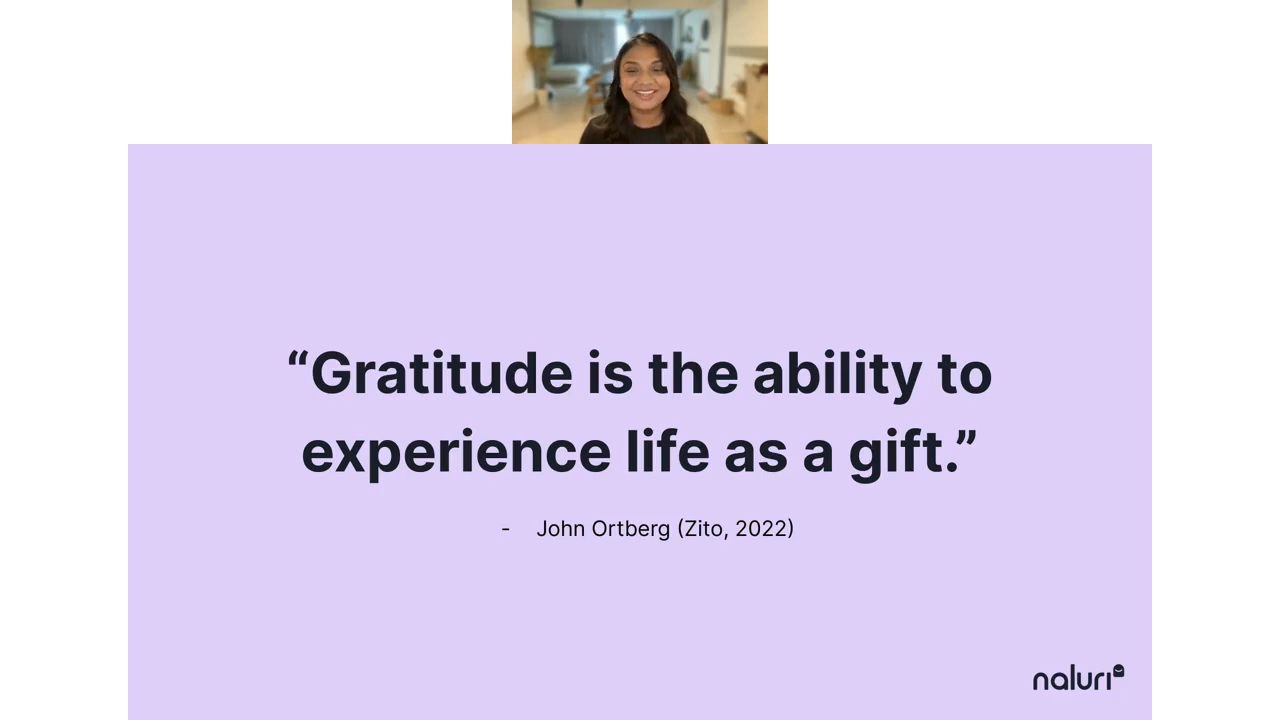 “Gratitude is the ability to
experience life as a gift.”
- John Ortberg (Zito, 2022)
naluri